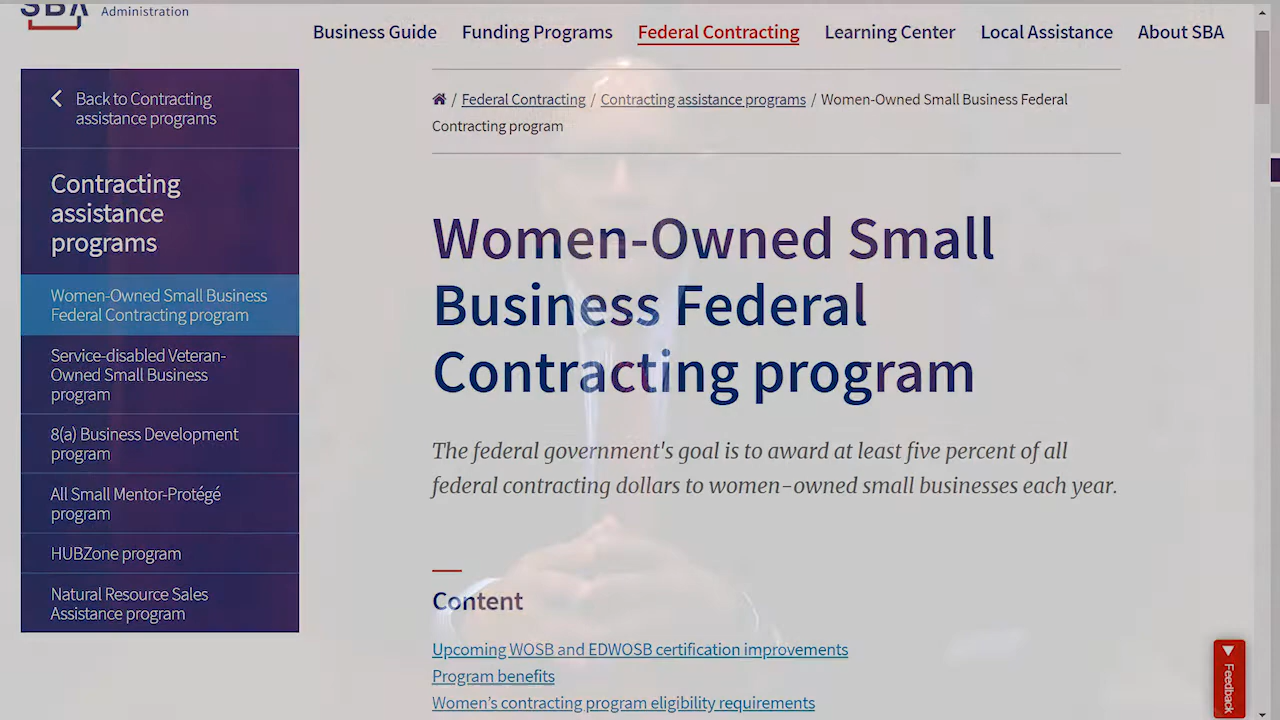 SBA
Administration
Business Guide
Funding Programs
Federal Contracting
Learning Center
Local Assistance
About SBA
Back to Contracting
assistance programs
Contracting
assistance
programs
Women-Owned Small Business
Federal Contracting program
Service-disabled Veteran-
Owned Small Business
program
8(a) Business Development
program
All Small Mentor-Protégé
program
HUBZone program
Natural Resource Sales
Assistance program
/ Federal Contracting / Contracting assistance programs / Women-Owned Small Business Federal
Contracting program
Women-Owned Small
Business Federal
Contracting program
The federal government's goal is to award at least five percent of all
federal contracting dollars to women-owned small businesses each year.
Content
Upcoming WOSB and EDWOSB certification improvements
Program benefits
Women's contracting program eligibility requirements
Feedback